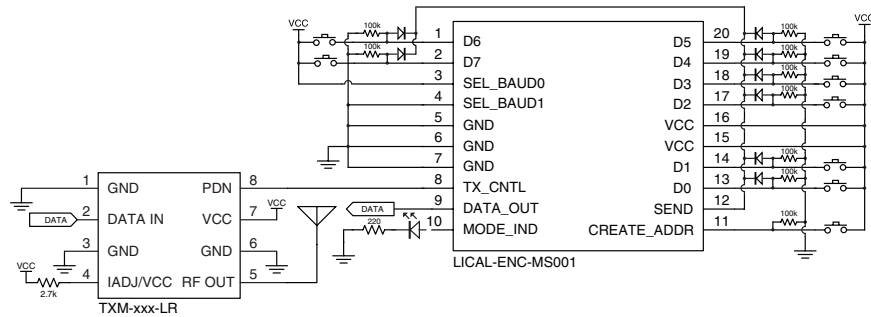 VCC
100k
100k
1 D6
2 D7
3 SEL_BAUD0
4 SEL_BAUD1
5 GND
6 GND
7 GND
8 TX_CNTL
9 DATA_OUT
10 MODE_IND
DATA
220
20 D5
19 D4
18 D3
17 D2
16 VCC
15 VCC
14 D1
13 D0
12 SEND
11 CREATE_ADDR
LICAL-ENC-MS001
100k
100k
100k
100k
100k
100k
100k
VCC
1 GND
2 DATA IN
3 GND
4 IADJ/VCC
DATA
VCC
2.7k
PDN 8
VCC 7
GND 6
RF OUT 5
VCC
TXM-xxx-LR